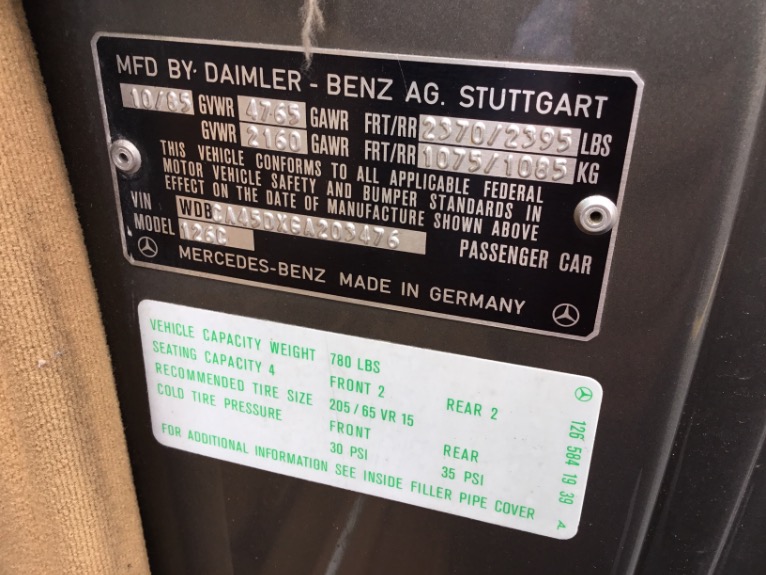 MFD BY· DAIMLER - BENZ AG. STUTTGART
10/85 GVWR 4765 GAWR FRT/RR 2370/2395 LBS
GVWR 2160 GAWR FRT/RR 1075/1085 KG
THIS VEHICLE CONFORMS TO ALL APPLICABLE FEDERAL
MOTOR VEHICLE SAFETY AND BUMPER STANDARDS IN
EFFECT ON THE DATE OF MANUFACTURE SHOWN ABOVE
VIN WDBCA45DXGA203476
MODEL 126C PASSENGER CAR
MERCEDES-BENZ MADE IN GERMANY
VEHICLE CAPACITY WEIGHT 780 LBS
SEATING CAPACITY 4 FRONT 2 REAR 2
RECOMMENDED TIRE SIZE 205/65 VR 15
COLD TIRE PRESSURE FRONT REAR
30 PSI 35 PSI
FOR ADDITIONAL INFORMATION SEE INSIDE FILLER PIPE COVER
126 584 19 39 A